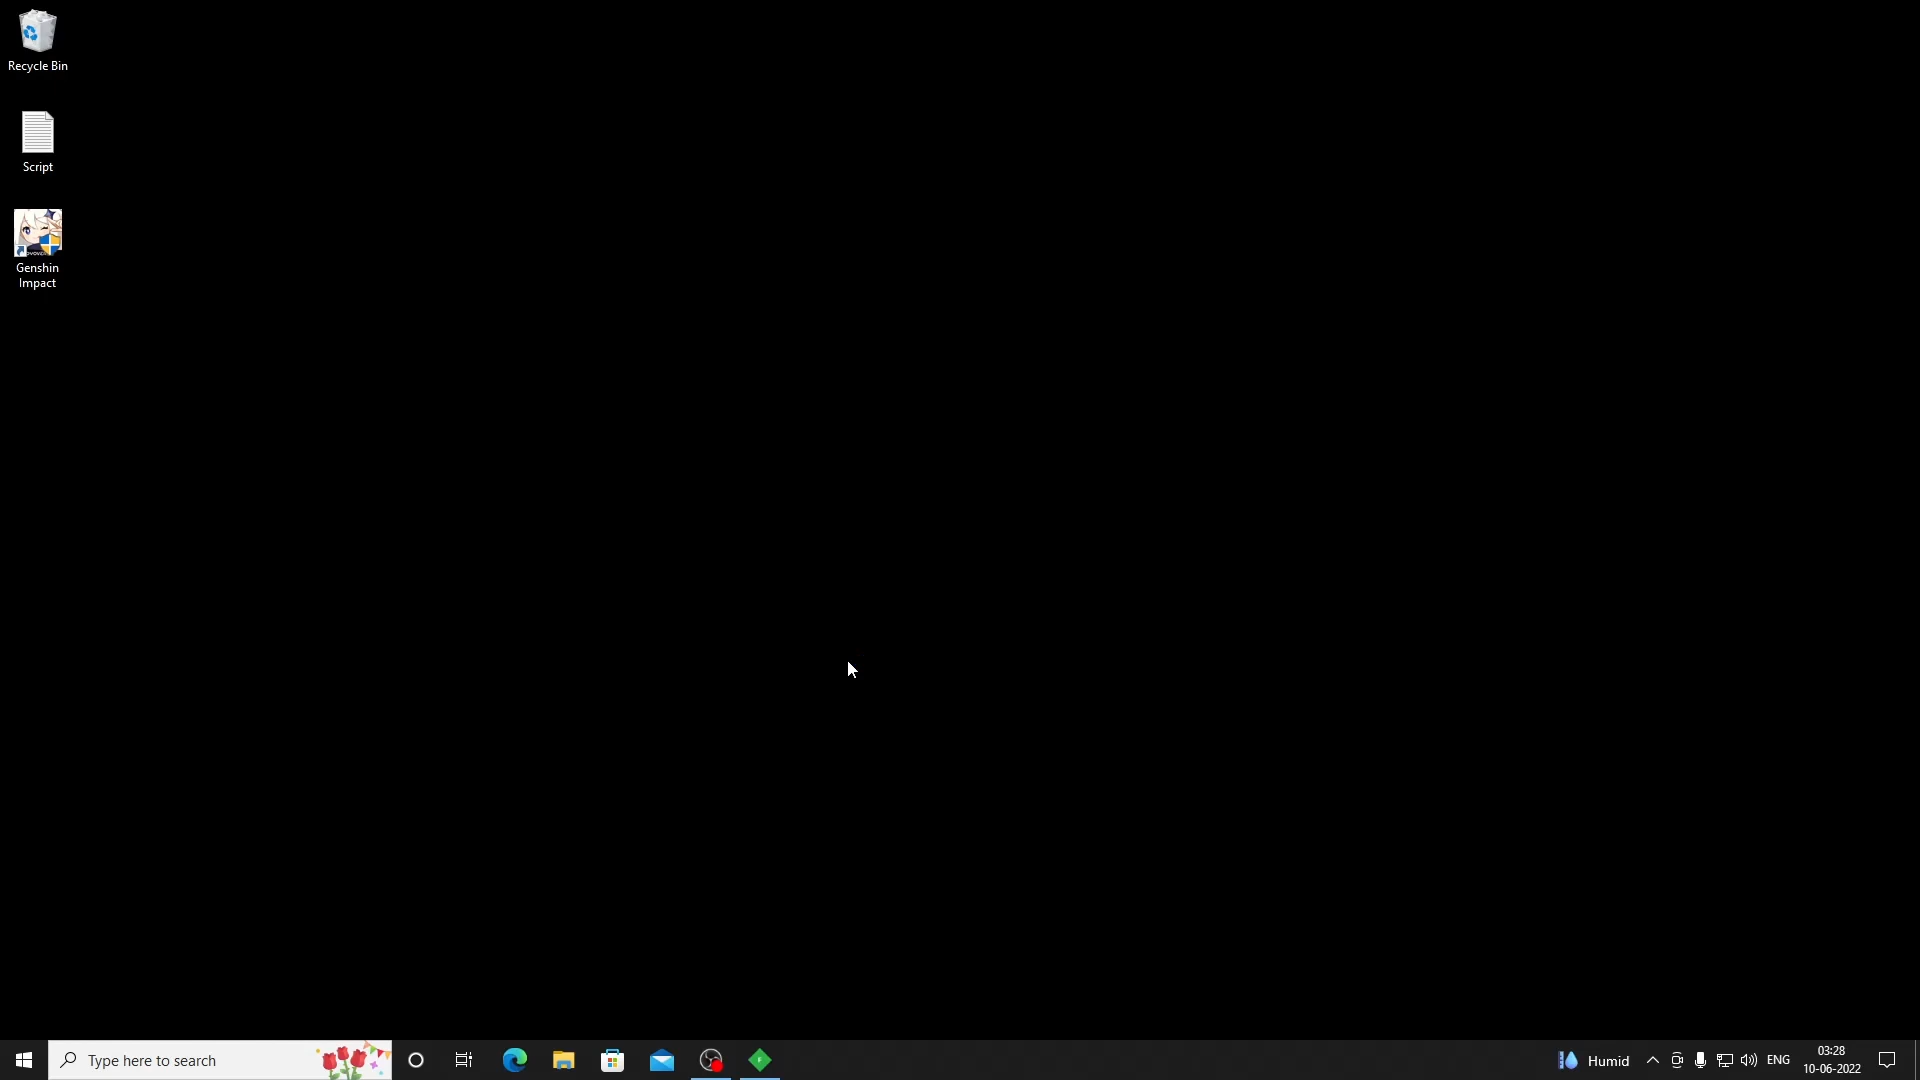 Recycle Bin
Script
Genshin
Impact
Type here to search
F
Humid
ENG
03:28
10-06-2022